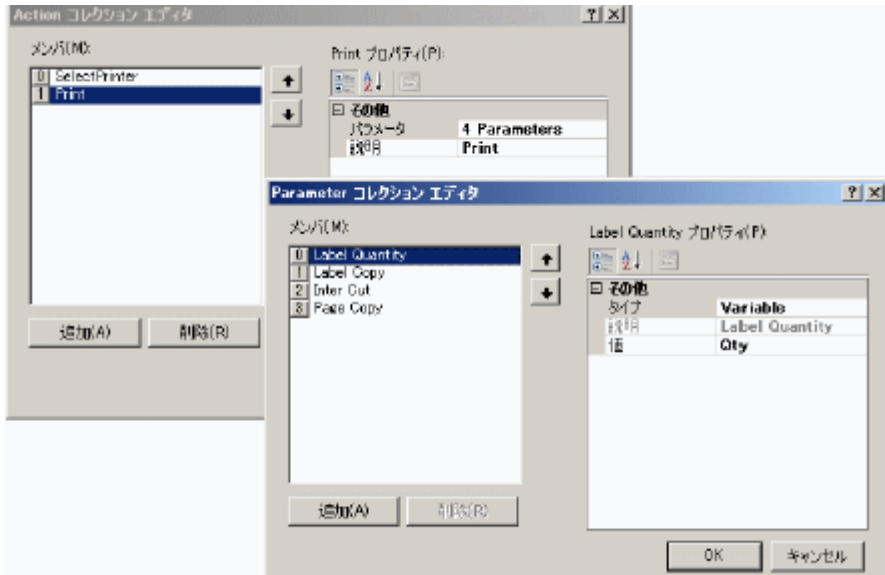 Action コレクション エディタ
メンバ(M):
0 SelectPrinter
1 Print
追加(A)
削除(R)
Print プロパティ(P):
その他
パラメータ 4 Parameters
説明 Print
Parameter コレクション エディタ
メンバ(M):
0 Label Quantity
1 Label Copy
2 Inter Cut
3 Page Copy
追加(A)
削除(R)
Label Quantity プロパティ(P)
その他
タイプ Variable
説明 Label Quantity
値 Qty
OK
キャンセル